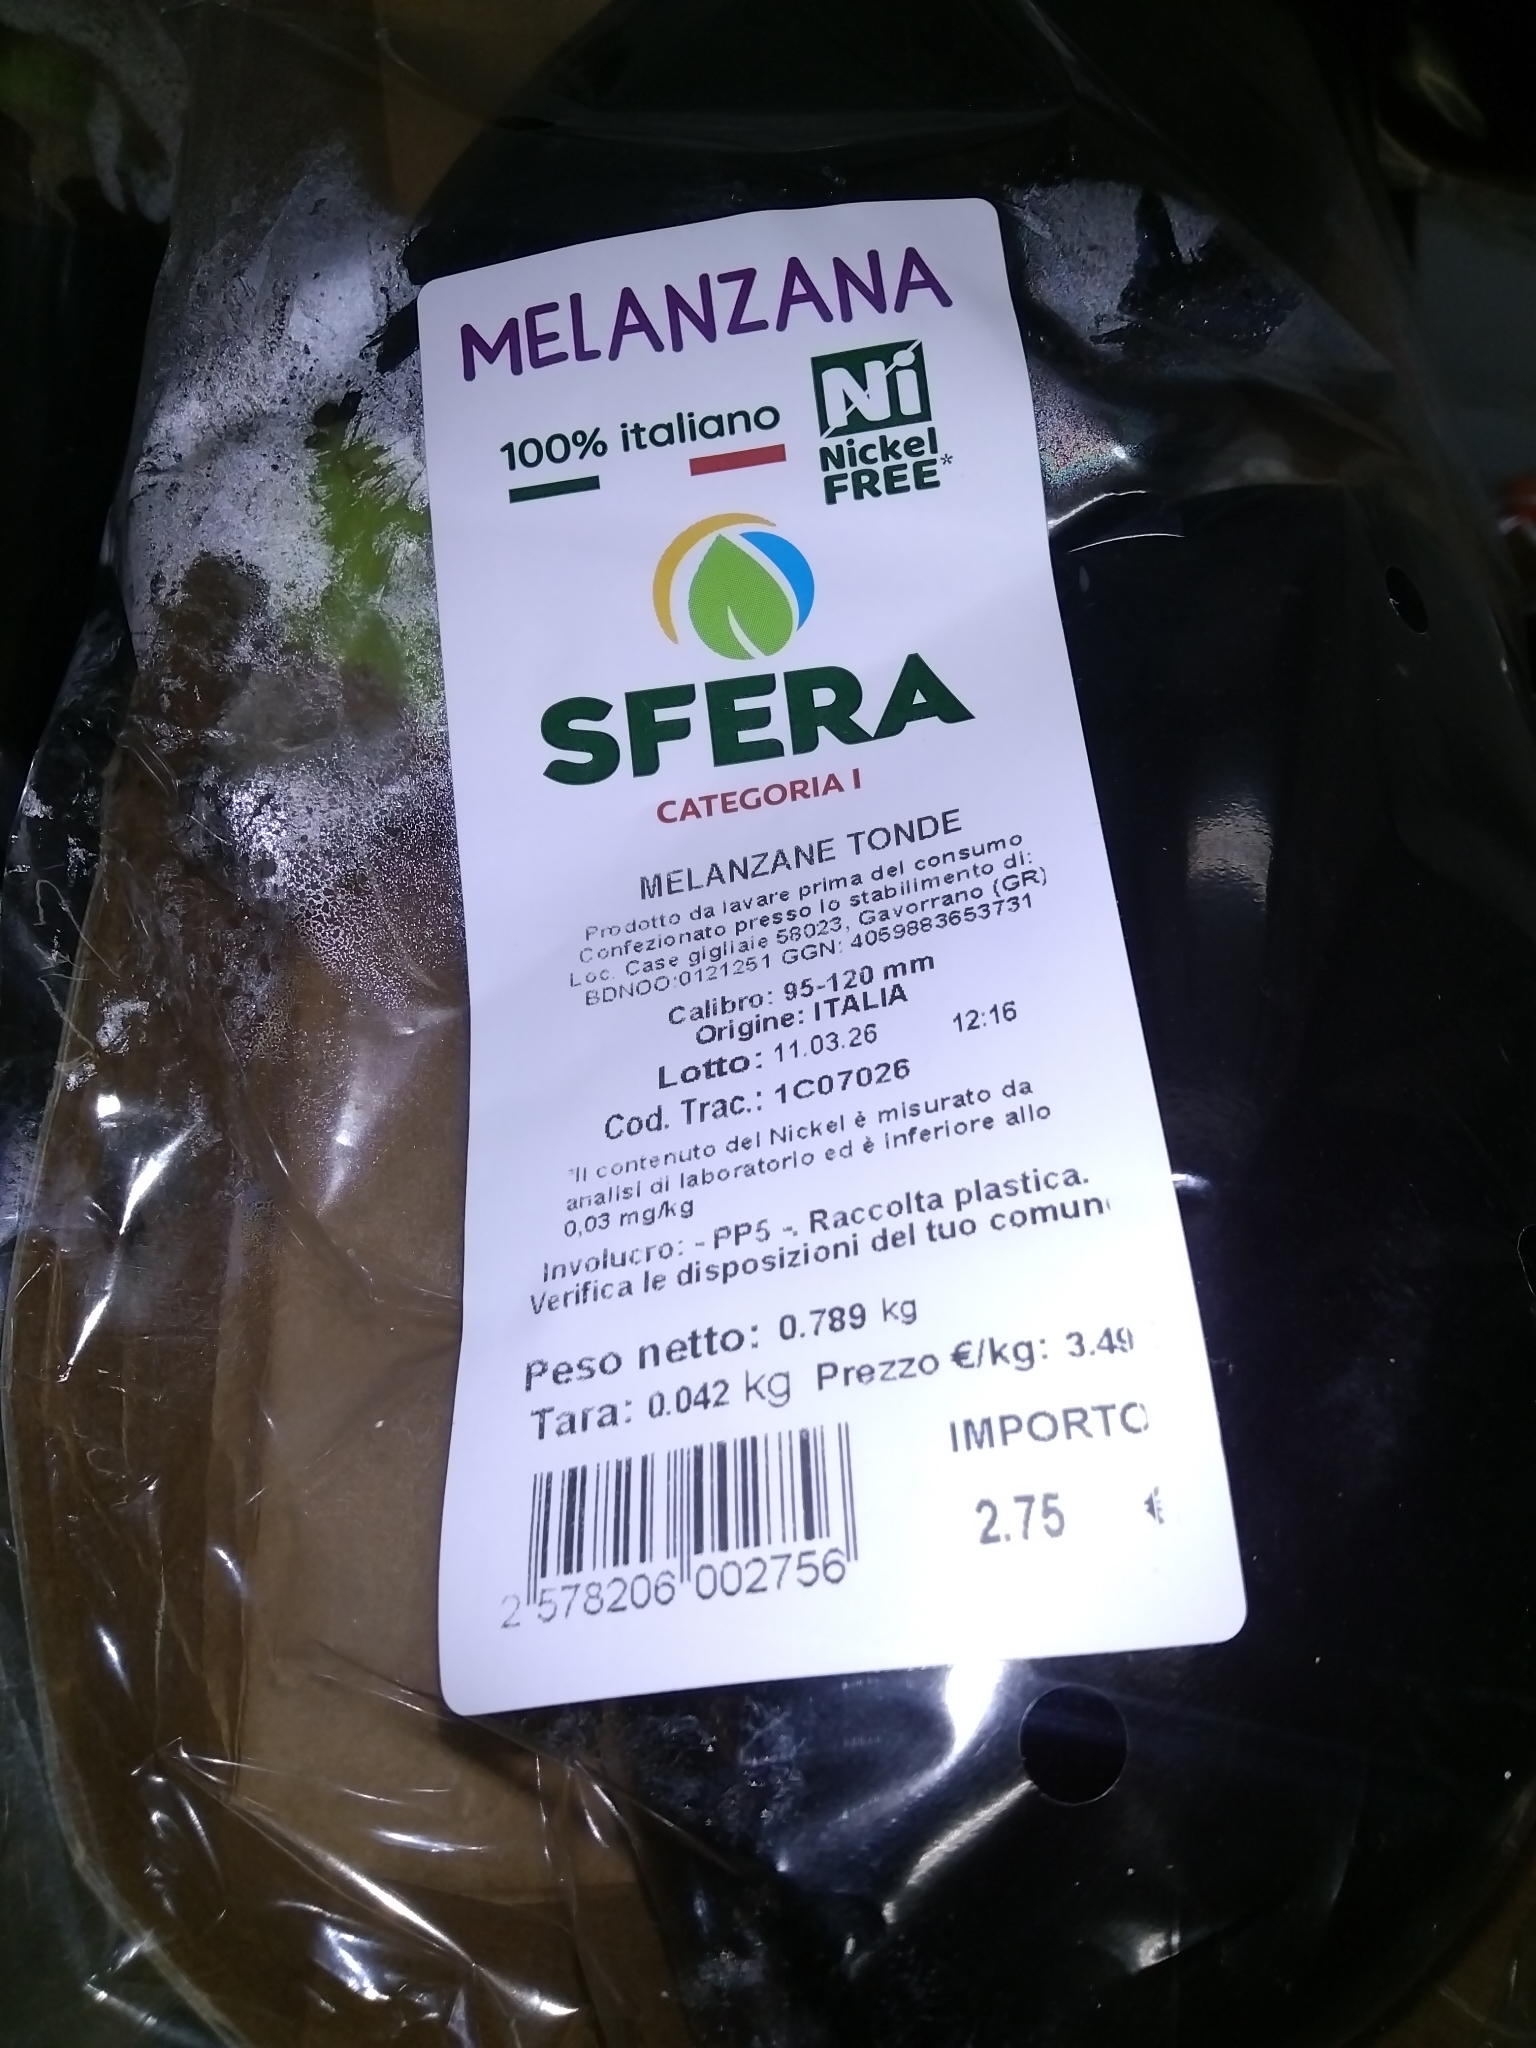 MELANZANA
100% italiano
Ni
Nickel
FREE*
SFERA
CATEGORIA I
MELANZANE TONDE
Prodotto da lavare prima del consumo
Confezionato presso lo stabilimento di:
Loc. Case gigliaie 58023, Gavorrano (GR)
BDNOO:0121251 GGN: 4059883653731
Calibro: 95-120 mm
Origine: ITALIA
Lotto: 11.03.26 12:16
Cod. Trac.: 1C07026
*Il contenuto del Nickel è misurato da
analisi di laboratorio ed è inferiore allo
0,03 mg/kg
Involucro: - PP5 -. Raccolta plastica.
Verifica le disposizioni del tuo comun
Peso netto: 0.789 kg
Tara: 0.042 kg Prezzo €/kg: 3.49
IMPORTO
2.75 €
2 578206 002756